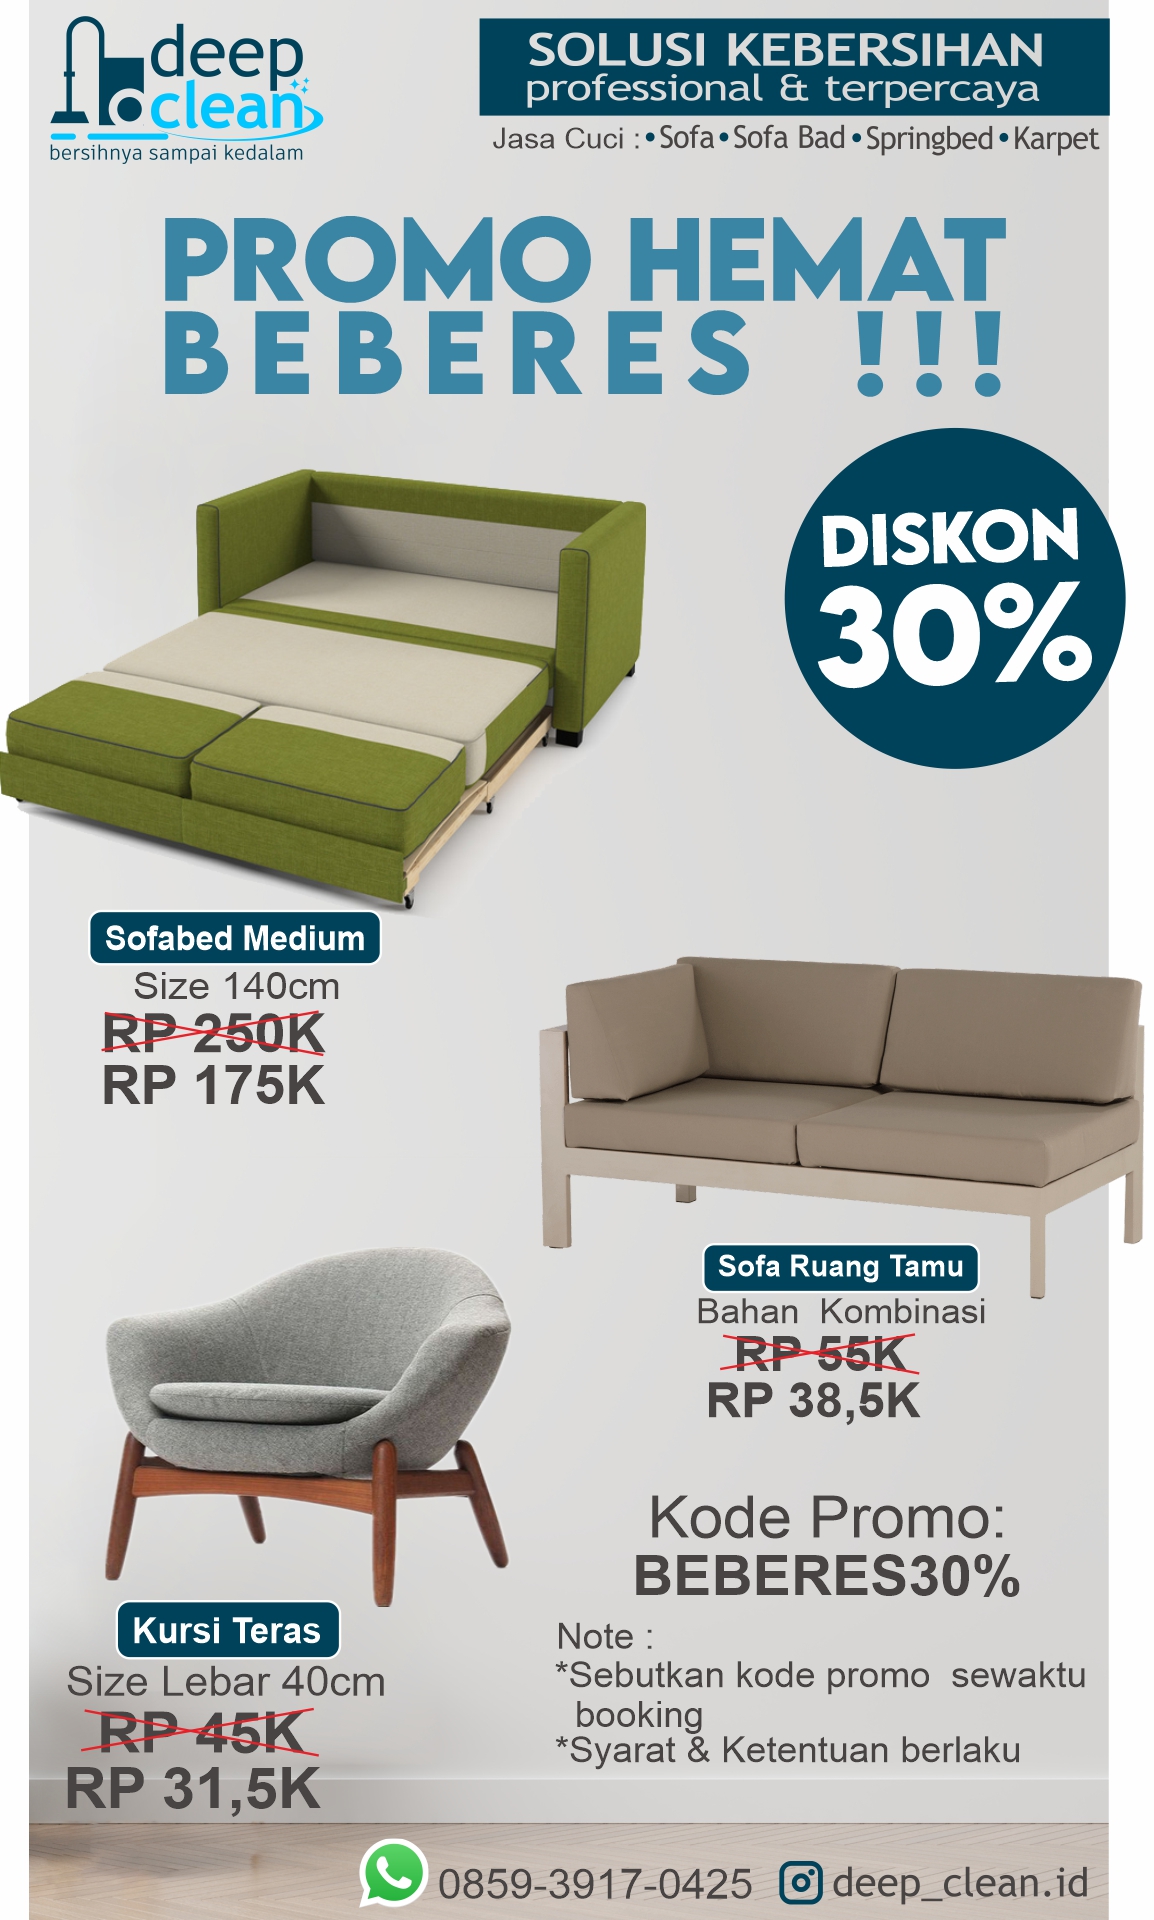 deep
clean
bersihnya sampai kedalam
SOLUSI KEBERSIHAN
professional & terpercaya
Jasa Cuci : •Sofa•Sofa Bad •Springbed•Karpet
PROMO HEMAT
BEBERES !!!
DISKON
30%
Sofabed Medium
Size 140cm
RP 250K
RP 175K
Sofa Ruang Tamu
Bahan Kombinasi
RP 55K
RP 38,5K
Kursi Teras
Size Lebar 40cm
RP 45K
RP 31,5K
Kode Promo:
BEBERES30%
Note :
*Sebutkan kode promo sewaktu
booking
*Syarat & Ketentuan berlaku
0859-3917-0425
deep_clean.id